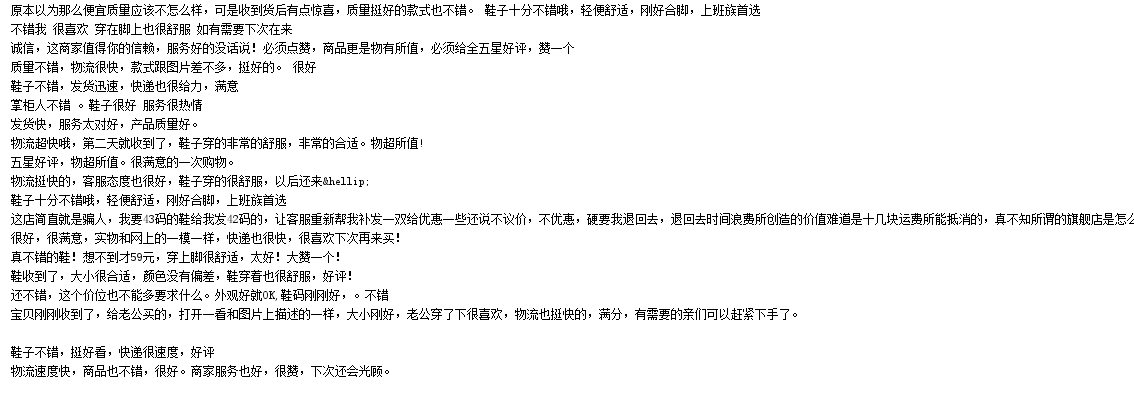 原本以为那么便宜质量应该不怎么样，可是收到货后有点惊喜，质量挺好的款式也不错。 鞋子十分不错哦，轻便舒适，刚好合脚，上班族首选
不错我 很喜欢 穿在脚上也很舒服 如有需要下次在来
诚信，这商家值得你的信赖，服务好的没话说！必须点赞，商品更是物有所值，必须给全五星好评，赞一个
质量不错，物流很快，款式跟图片差不多，挺好的。 很好
鞋子不错，发货迅速，快递也很给力，满意
掌柜人不错 。鞋子很好 服务很热情
发货快，服务太对好，产品质量好。
物流超快哦，第二天就收到了，鞋子穿的非常的舒服，非常的合适。物超所值!
五星好评，物超所值。很满意的一次购物。
物流挺快的，客服态度也很好，鞋子穿的很舒服，以后还来&hellip;
鞋子十分不错哦，轻便舒适，刚好合脚，上班族首选
这店简直就是骗人，我要43码的鞋给我发42码的，让客服重新帮我补发一双给优惠一些还说不议价，不优惠，硬要我退回去，退回去时间浪费所创造的价值难道是十几块运费所能抵消的，真不知所谓的旗舰店是怎么
很好，很满意，实物和网上的一模一样，快递也很快，很喜欢下次再来买！
真不错的鞋！想不到才59元，穿上脚很舒适，太好！大赞一个！
鞋收到了，大小很合适，颜色没有偏差，鞋穿着也很舒服，好评！
还不错，这个价位也不能多要求什么。外观好就OK,鞋码刚刚好，。不错
宝贝刚刚收到了，给老公买的，打开一看和图片上描述的一样，大小刚好，老公穿了下很喜欢，物流也挺快的，满分，有需要的亲们可以赶紧下手了。
鞋子不错，挺好看，快递很速度，好评
物流速度快，商品也不错，很好。商家服务也好，很赞，下次还会光顾。